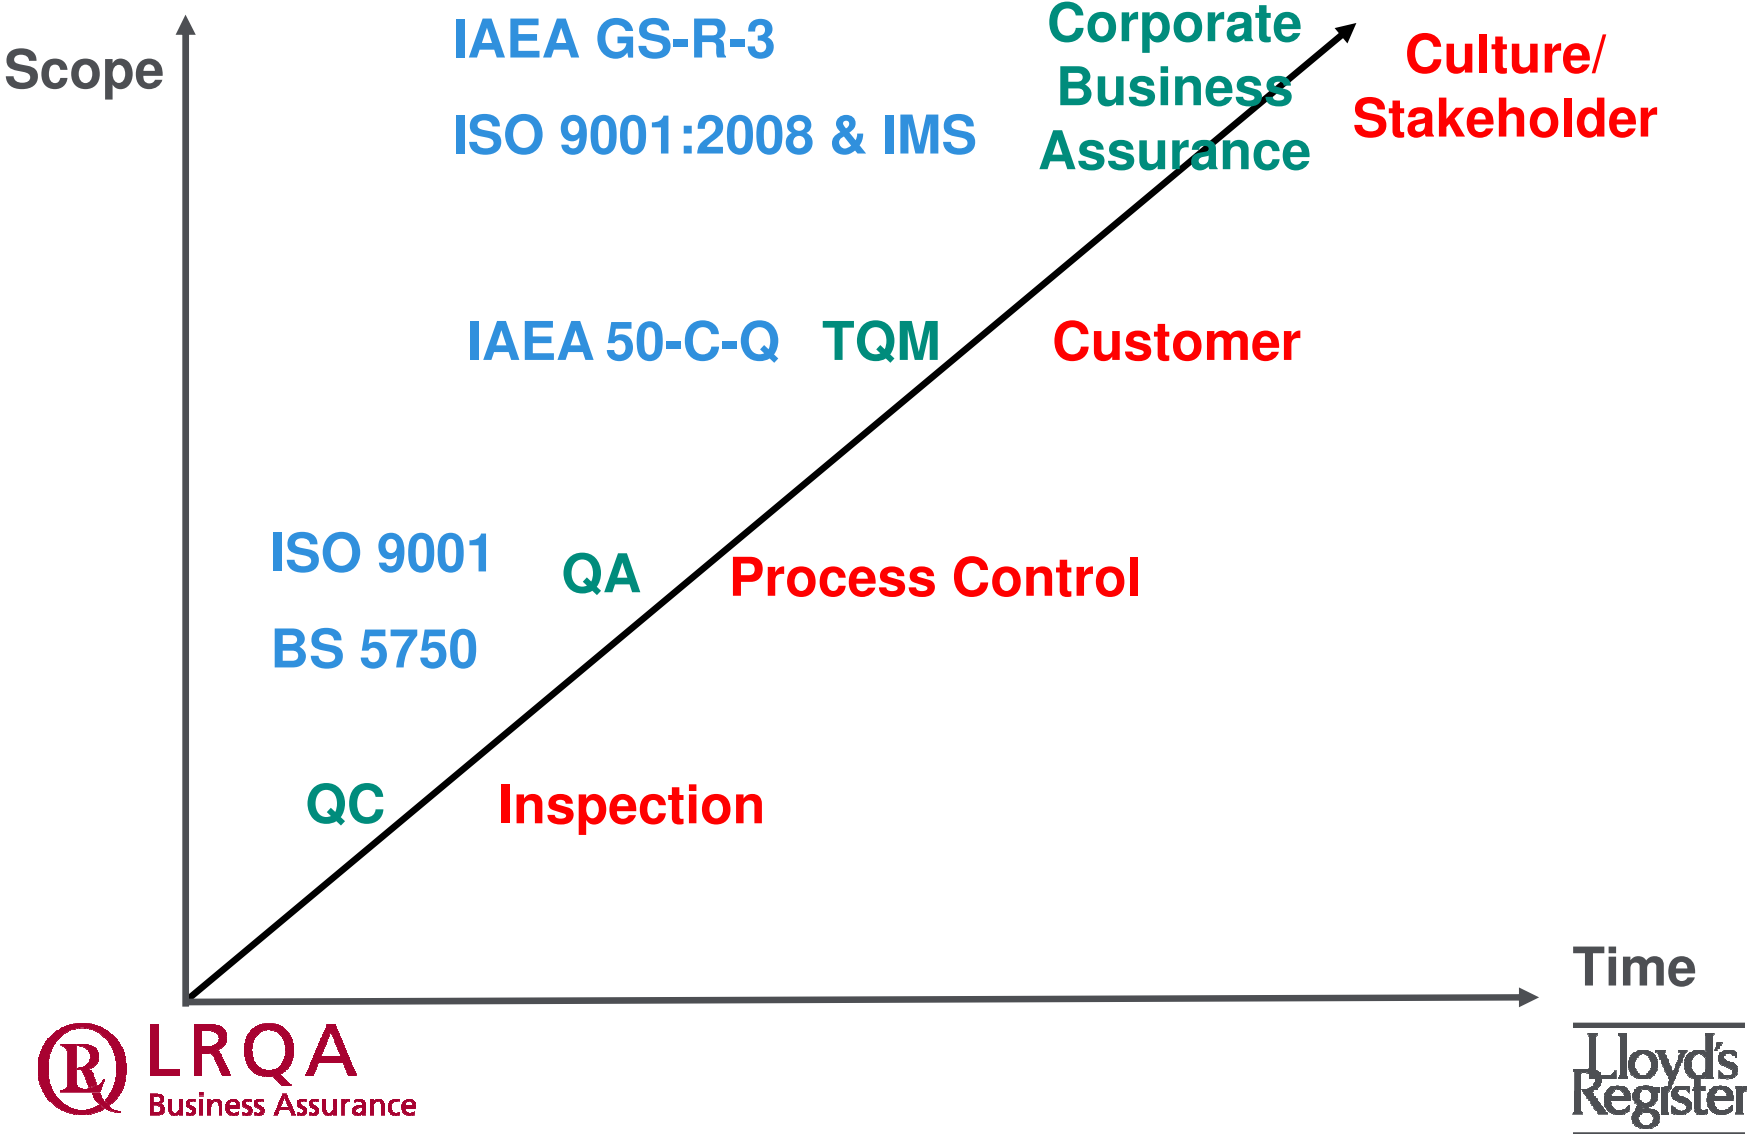 Scope
IAEA GS-R-3
ISO 9001:2008 & IMS
Corporate
Business
Assurance
Culture/
Stakeholder
IAEA 50-C-Q
TQM
Customer
ISO 9001
BS 5750
QA
Process Control
QC
Inspection
Time
LRQA
Business Assurance
Lloyd's
Register